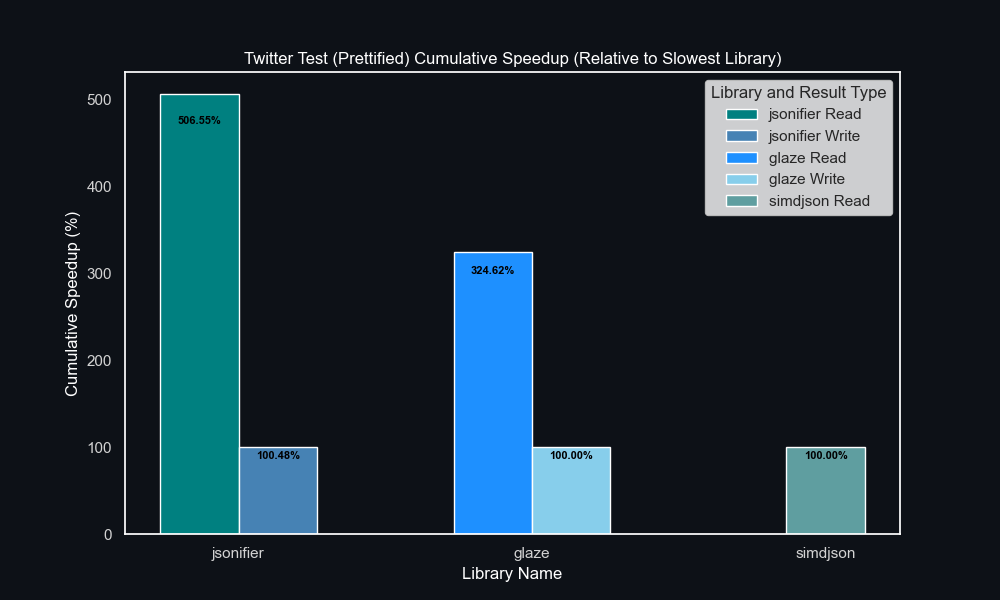 Twitter Test (Prettified) Cumulative Speedup (Relative to Slowest Library)
Library and Result Type
jsonifier Read
jsonifier Write
glaze Read
glaze Write
simdjson Read
Cumulative Speedup (%)
500
400
300
200
100
0
506.55%
100.48%
324.62%
100.00%
100.00%
jsonifier
glaze
simdjson
Library Name